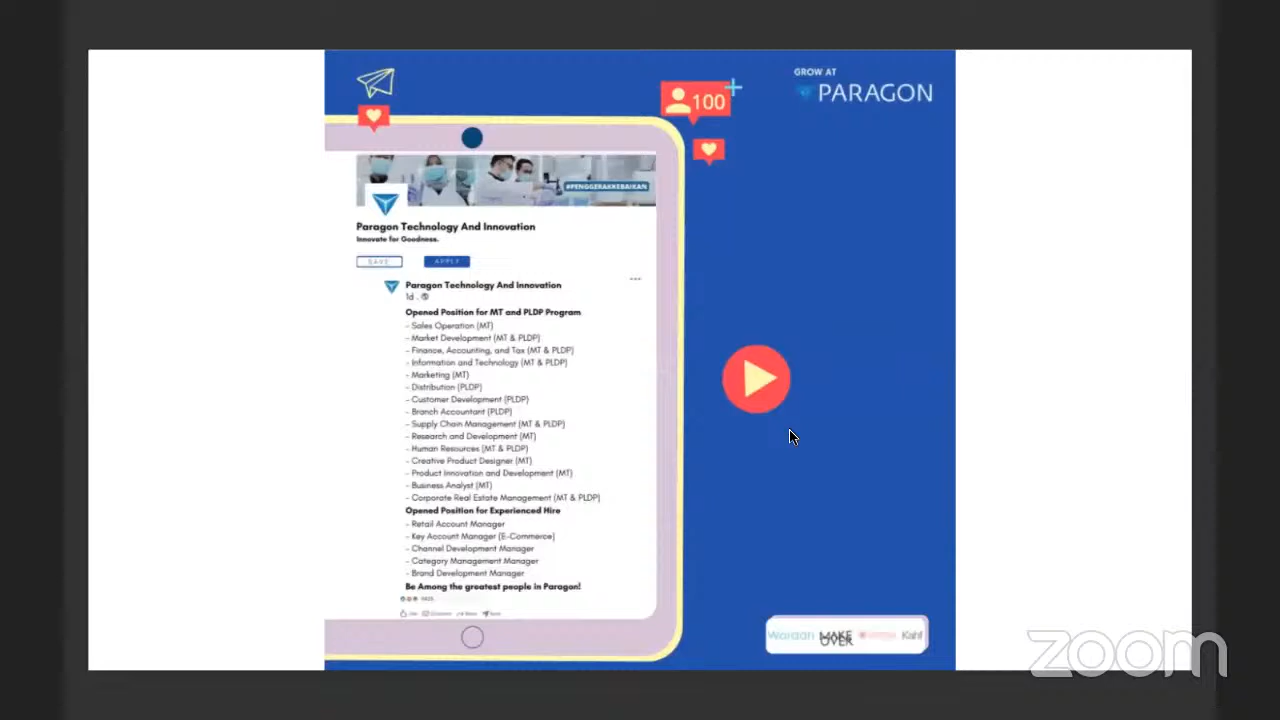 GROW AT
PARAGON
100
#PENGGERAKKEBAIKAN
Paragon Technology And Innovation
Innovate for Goodness.
SAVE
APPLY
Paragon Technology And Innovation
1d .
Opened Position for MT and PLDP Program
- Sales Operation (MT)
- Market Development (MT & PLDP)
- Finance, Accounting, and Tax (MT & PLDP)
- Information and Technology (MT & PLDP)
- Marketing (MT)
- Distribution (PLDP)
- Customer Development (PLDP)
- Branch Accountant (PLDP)
- Supply Chain Management (MT & PLDP)
- Research and Development (MT)
- Human Resources (MT & PLDP)
- Creative Product Designer (MT)
- Product Innovation and Development (MT)
- Business Analyst (MT)
- Corporate Real Estate Management (MT & PLDP)
Opened Position for Experienced Hire
- Retail Account Manager
- Key Account Manager (E-Commerce)
- Channel Development Manager
- Category Management Manager
- Brand Development Manager
Be Among the greatest people in Paragon!
Wardah MAKE OVER Kahf
zoom